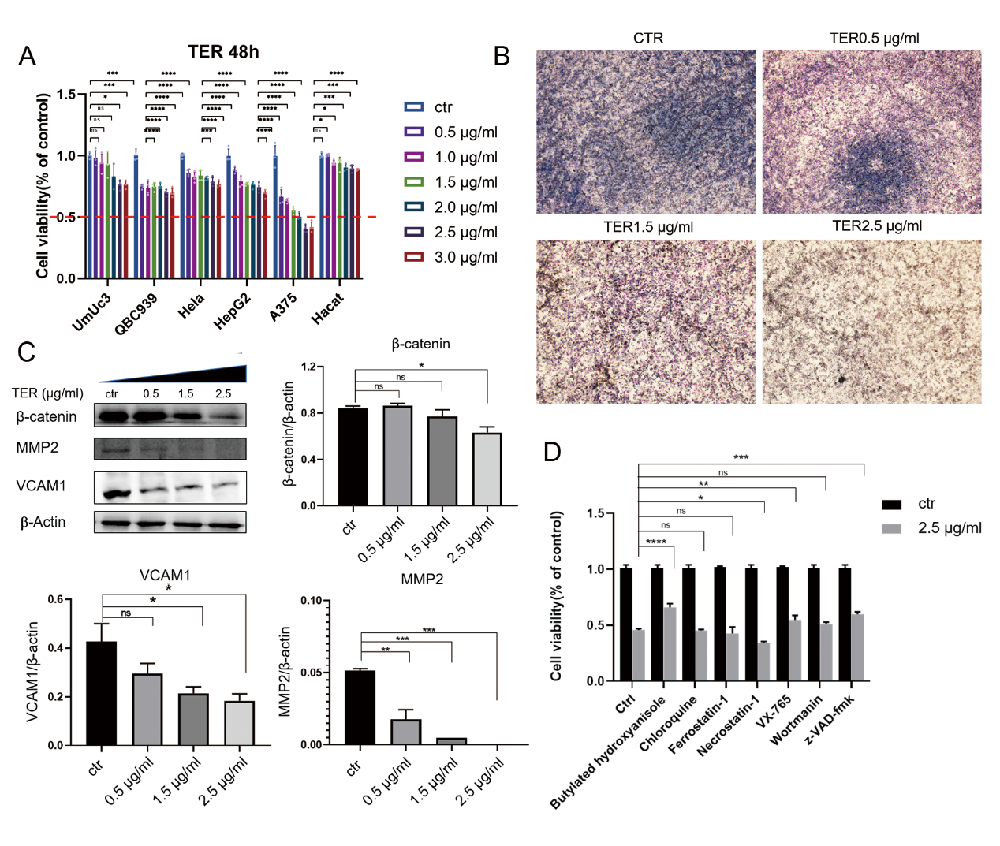 A
TER 48h
Cell viability(% of control)
1.5
1.0
0.5
0.0
*** **** **** **** **** ****
*** **** **** **** **** ***
* **** **** **** **** ***
ns **** **** **** **** *
ns **** **** **** **** *
ns **** *** **** ns
UmUc3
QBC939
Hela
HepG2
A375
Hacat
ctr
0.5 μg/ml
1.0 μg/ml
1.5 μg/ml
2.0 μg/ml
2.5 μg/ml
3.0 μg/ml
B
CTR
TER0.5 μg/ml
TER1.5 μg/ml
TER2.5 μg/ml
C
TER (μg/ml) ctr 0.5 1.5 2.5
β-catenin
MMP2
VCAM1
β-Actin
β-catenin
β-catenin/β-actin
1.2
0.8
0.4
0.0
*
ns
ns
ctr
0.5 μg/ml
1.5 μg/ml
2.5 μg/ml
VCAM1
VCAM1/β-actin
0.6
0.4
0.2
0.0
*
*
ns
ctr
0.5 μg/ml
1.5 μg/ml
2.5 μg/ml
MMP2
MMP2/β-actin
0.10
0.05
0.00
***
***
**
ctr
0.5 μg/ml
1.5 μg/ml
2.5 μg/ml
D
Cell viability(% of control)
1.5
1.0
0.5
0.0
***
ns
**
*
ns
ns
****
Ctrl
Butylated hydroxyanisole
Chloroquine
Ferrostatin-1
Necrostatin-1
VX-765
Wortmanin
z-VAD-fmk
ctr
2.5 μg/ml